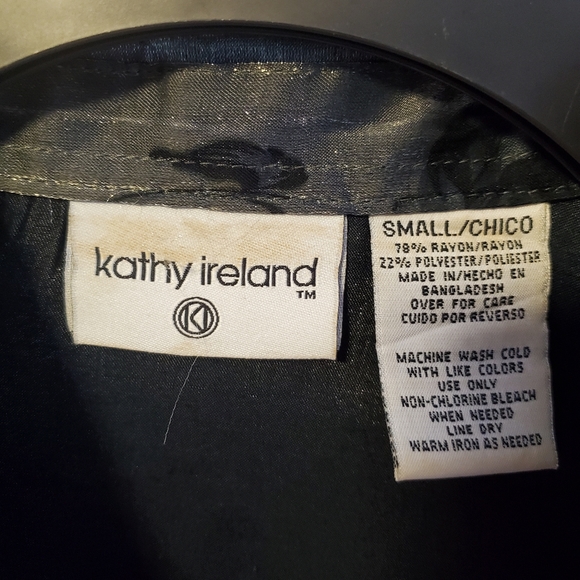 kathy ireland
TM
KI
SMALL/CHICO
78% RAYON/RAYON
22% POLYESTER/POLIESTER
MADE IN/HECHO EN
BANGLADESH
OVER FOR CARE
CUIDO POR REVERSO
MACHINE WASH COLD
WITH LIKE COLORS
USE ONLY
NON-CHLORINE BLEACH
WHEN NEEDED
LINE DRY
WARM IRON AS NEEDED